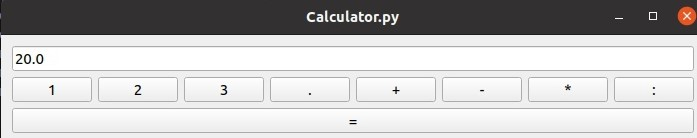 Calculator.py
20.0
1 2 3 . + - * :
=